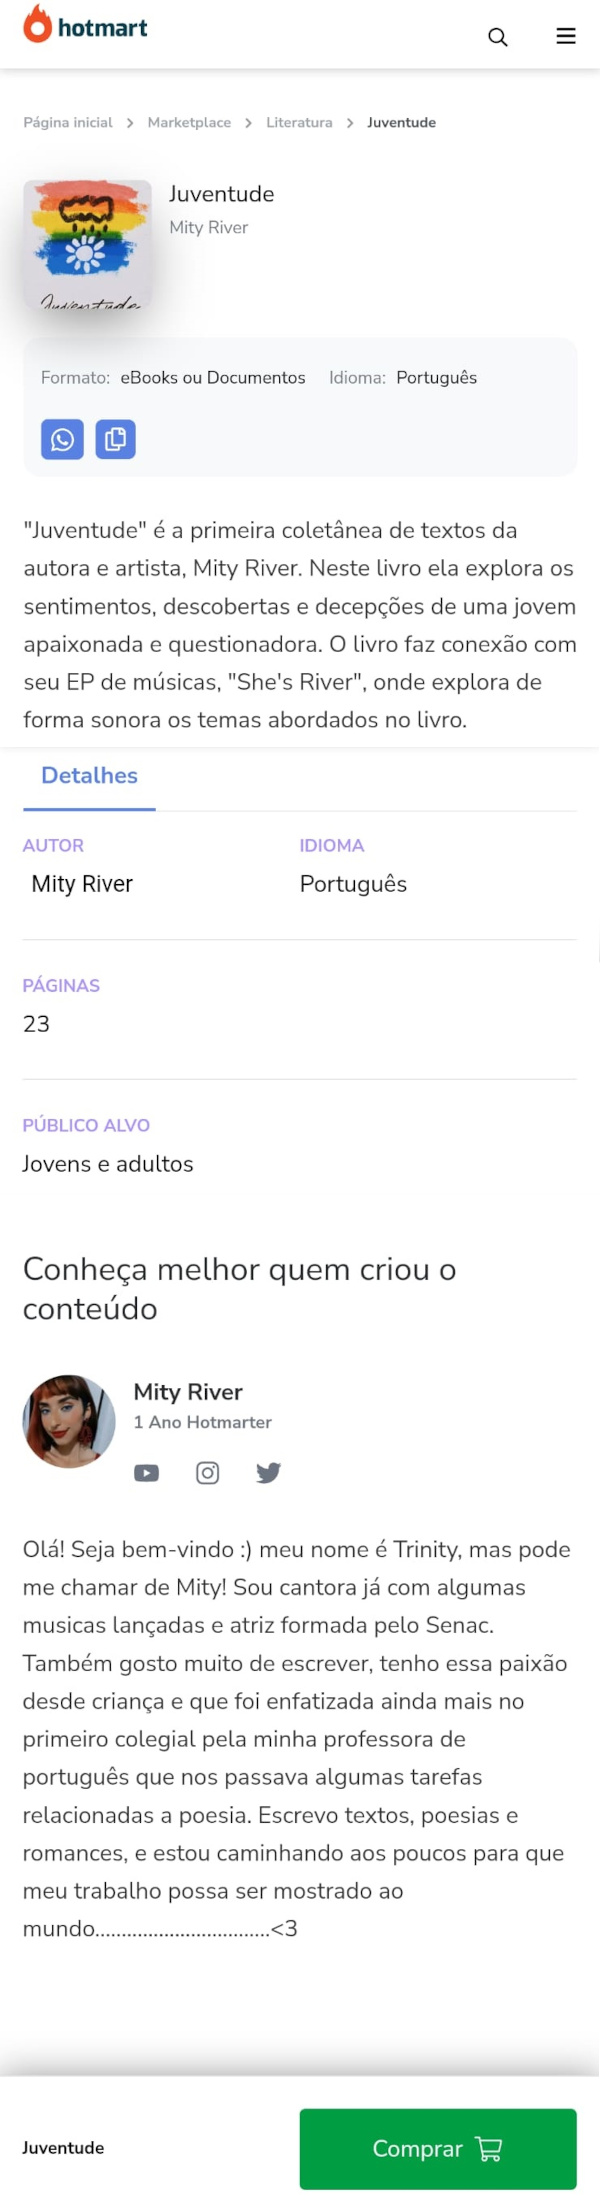 hotmart
Página inicial > Marketplace > Literatura > Juventude
Juventude
Mity River
Juventude
Formato: eBooks ou Documentos Idioma: Português
"Juventude" é a primeira coletânea de textos da
autora e artista, Mity River. Neste livro ela explora os
sentimentos, descobertas e decepções de uma jovem
apaixonada e questionadora. O livro faz conexão com
seu EP de músicas, "She's River", onde explora de
forma sonora os temas abordados no livro.
Detalhes
AUTOR IDIOMA
Mity River Português
PÁGINAS
23
PÚBLICO ALVO
Jovens e adultos
Conheça melhor quem criou o
conteúdo
Mity River
1 Ano Hotmarter
Olá! Seja bem-vindo :) meu nome é Trinity, mas pode
me chamar de Mity! Sou cantora já com algumas
musicas lançadas e atriz formada pelo Senac.
Também gosto muito de escrever, tenho essa paixão
desde criança e que foi enfatizada ainda mais no
primeiro colegial pela minha professora de
português que nos passava algumas tarefas
relacionadas a poesia. Escrevo textos, poesias e
romances, e estou caminhando aos poucos para que
meu trabalho possa ser mostrado ao
mundo.................................<3
Juventude Comprar